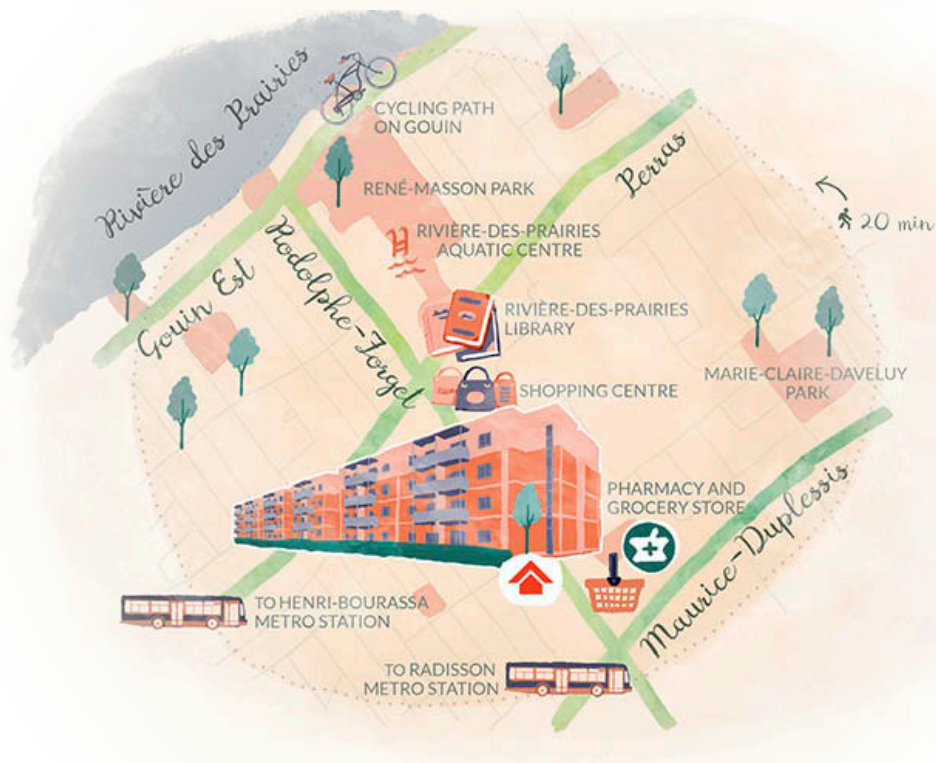 Rivière des Prairies
CYCLING PATH
ON GOUIN
Perras
RENÉ-MASSON PARK
20 min
RIVIÈRE-DES-PRAIRIES
AQUATIC CENTRE
Gouin Est
Rodolphe-Forget
RIVIÈRE-DES-PRAIRIES
LIBRARY
MARIE-CLAIRE-DAVELUY
PARK
SHOPPING CENTRE
PHARMACY AND
GROCERY STORE
Maurice-Duplessis
TO HENRI-BOURASSA
METRO STATION
TO RADISSON
METRO STATION